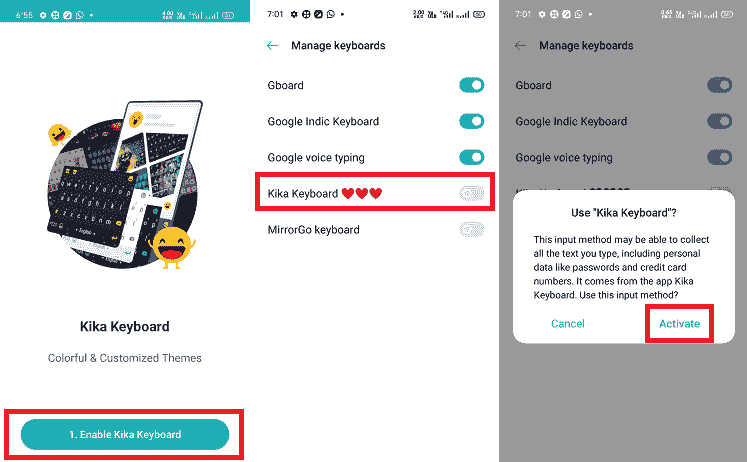 6:55
Kika Keyboard
Colorful & Customized Themes
1. Enable Kika Keyboard
7:01
Manage keyboards
Gboard
Google Indic Keyboard
Google voice typing
Kika Keyboard ❤❤❤
MirrorGo keyboard
7:01
Manage keyboards
Gboard
Google Indic Keyboard
Google voice typing
Use "Kika Keyboard"?
This input method may be able to collect
all the text you type, including personal
data like passwords and credit card
numbers. It comes from the app Kika
Keyboard. Use this input method?
Cancel
Activate